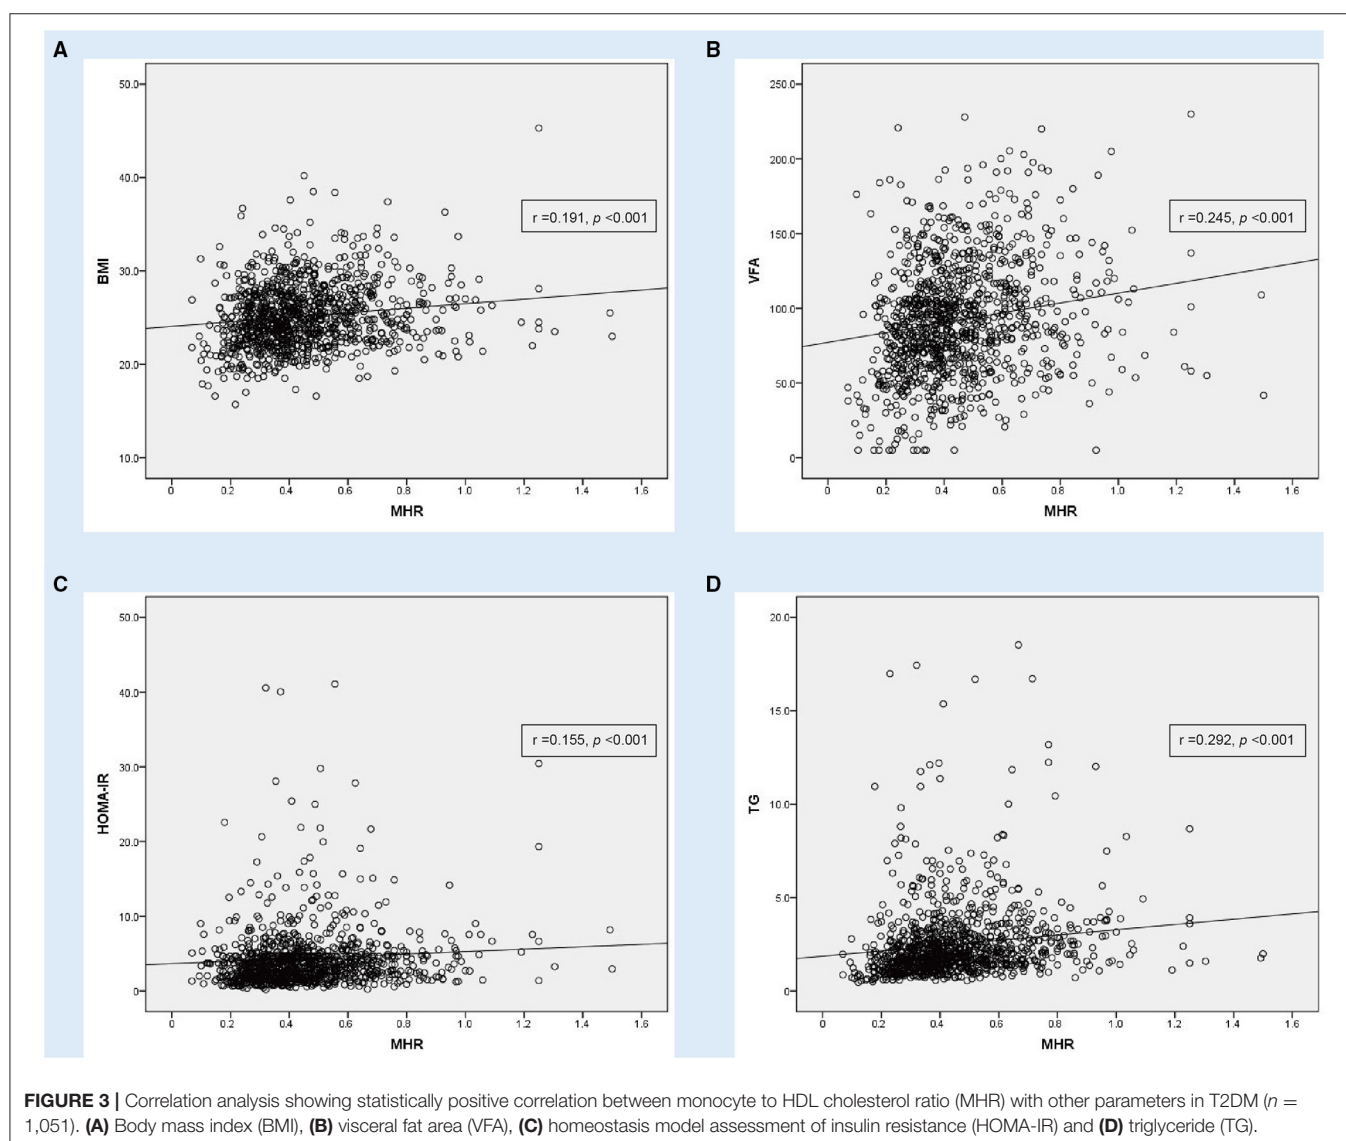 A
50.0
40.0
30.0
20.0
10.0
BMI
r =0.191, p <0.001
0 0.2 0.4 0.6 0.8 1.0 1.2 1.4 1.6
MHR
B
250.0
200.0
150.0
100.0
50.0
0
VFA
r =0.245, p <0.001
0 0.2 0.4 0.6 0.8 1.0 1.2 1.4 1.6
MHR
C
50.0
40.0
30.0
20.0
10.0
0
HOMA-IR
r =0.155, p <0.001
0 0.2 0.4 0.6 0.8 1.0 1.2 1.4 1.6
MHR
D
20.0
15.0
10.0
5.0
0
TG
r =0.292, p <0.001
0 0.2 0.4 0.6 0.8 1.0 1.2 1.4 1.6
MHR
FIGURE 3 | Correlation analysis showing statistically positive correlation between monocyte to HDL cholesterol ratio (MHR) with other parameters in T2DM (n =
1,051). (A) Body mass index (BMI), (B) visceral fat area (VFA), (C) homeostasis model assessment of insulin resistance (HOMA-IR) and (D) triglyceride (TG).